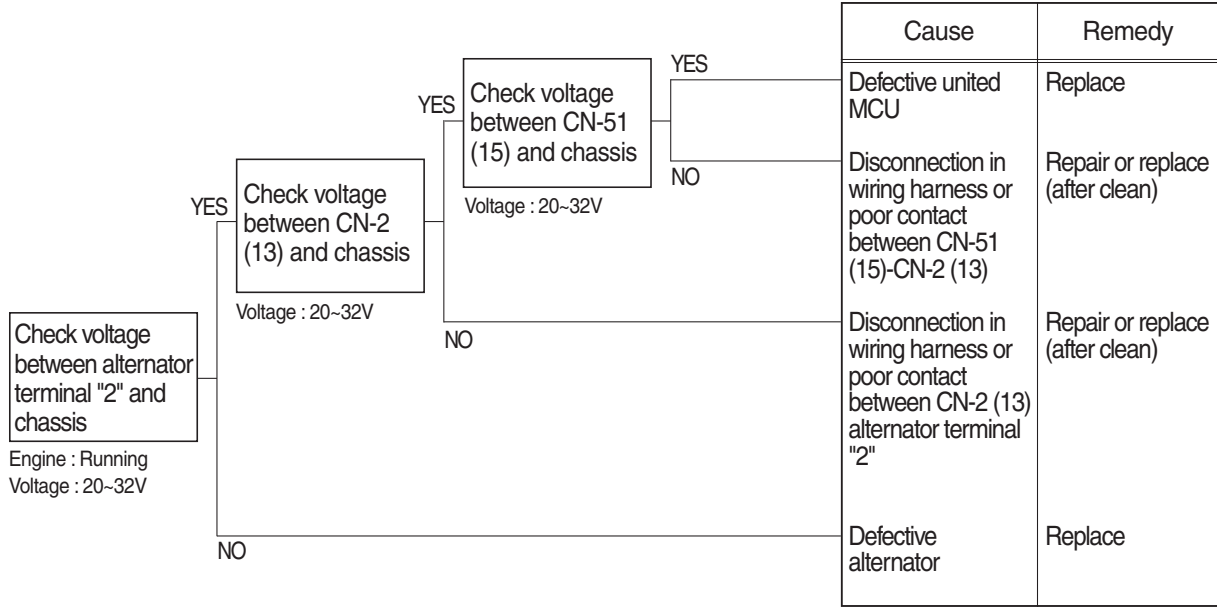 Cause
Remedy
YES
Defective united
MCU
Replace
YES
Check voltage
between CN-51
(15) and chassis
NO
Disconnection in
wiring harness or
poor contact
between CN-51
(15)-CN-2 (13)
Repair or replace
(after clean)
Voltage : 20~32V
YES
Check voltage
between CN-2
(13) and chassis
Voltage : 20~32V
NO
Disconnection in
wiring harness or
poor contact
between CN-2 (13)
alternator terminal
"2"
Repair or replace
(after clean)
Check voltage
between alternator
terminal "2" and
chassis
Engine : Running
Voltage : 20~32V
NO
Defective
alternator
Replace